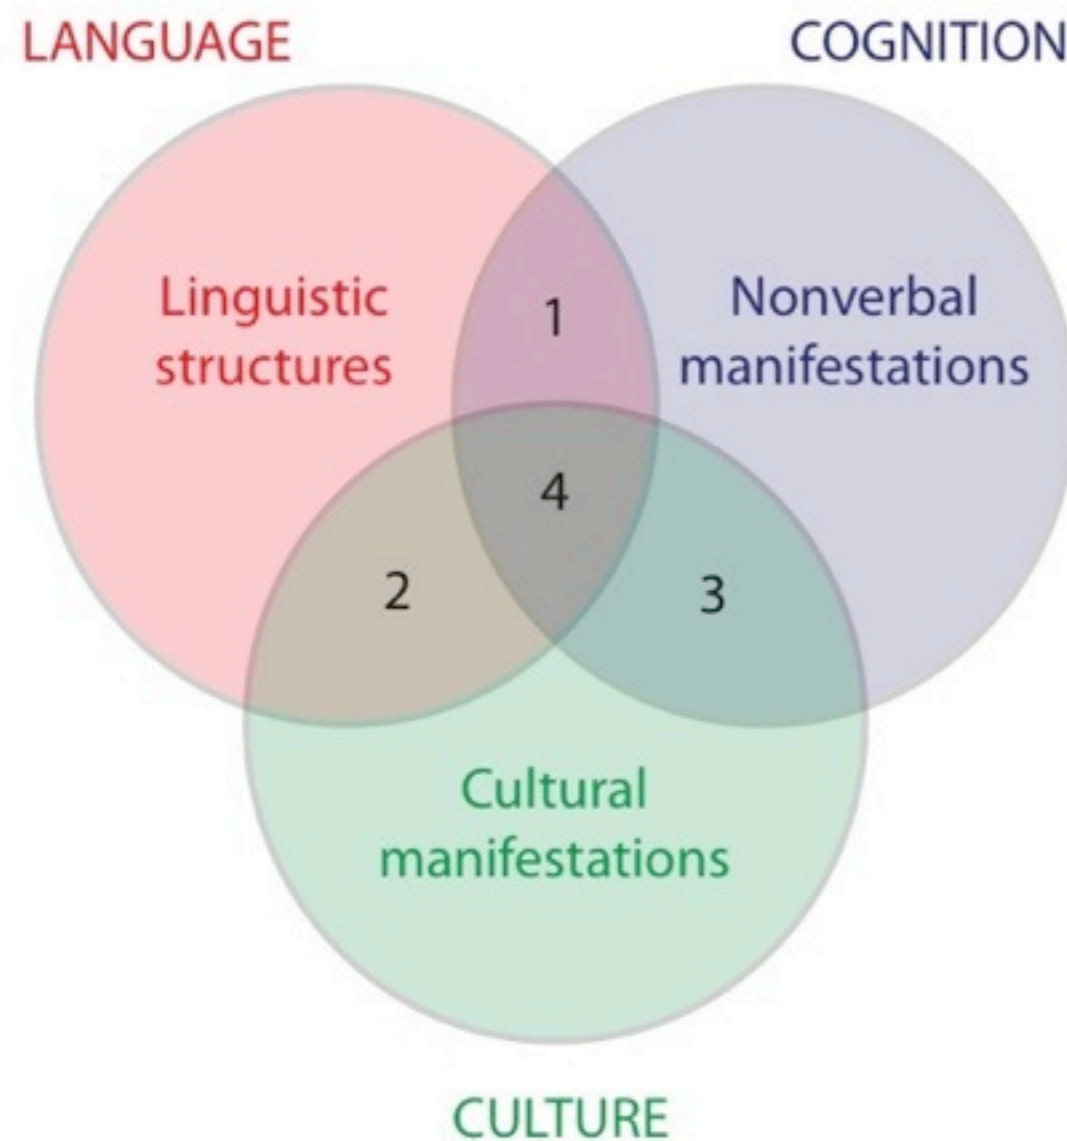 LANGUAGE
COGNITION
Linguistic
structures
1
Nonverbal
manifestations
4
2
3
Cultural
manifestations
CULTURE